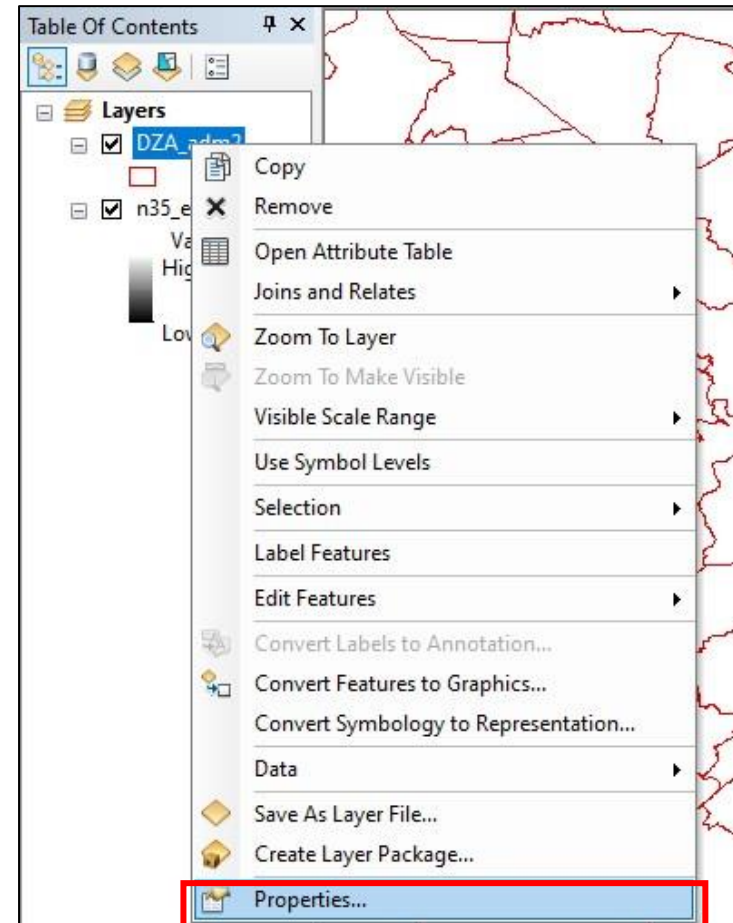 Table Of Contents
Layers
DZA_adm2
n35_e
Va
Hig
Low
Copy
Remove
Open Attribute Table
Joins and Relates
Zoom To Layer
Zoom To Make Visible
Visible Scale Range
Use Symbol Levels
Selection
Label Features
Edit Features
Convert Labels to Annotation...
Convert Features to Graphics...
Convert Symbology to Representation...
Data
Save As Layer File...
Create Layer Package...
Properties...